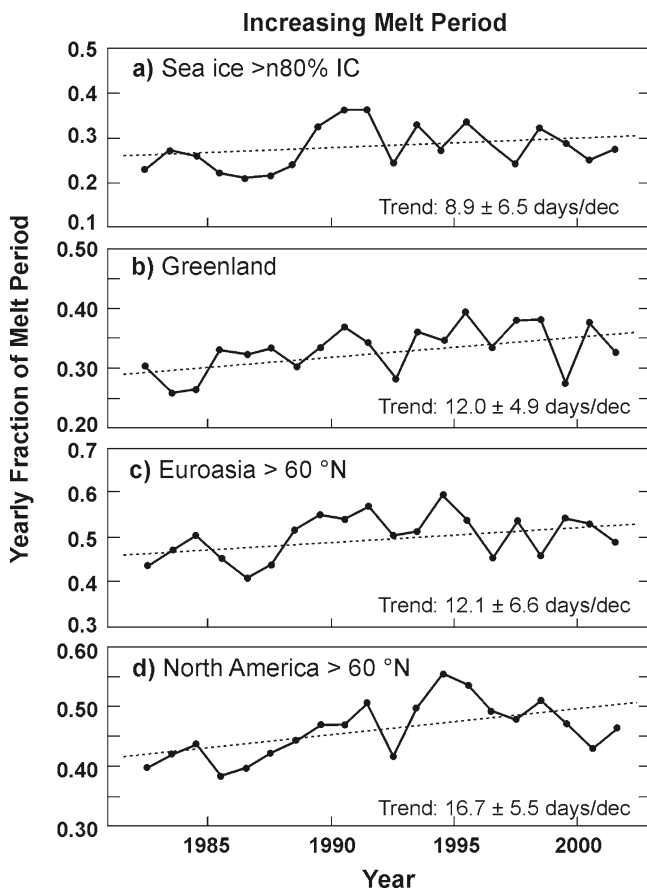 Increasing Melt Period
Yearly Fraction of Melt Period
a) Sea ice >n80% IC
0.5
0.4
0.3
0.2
0.1
Trend: 8.9 ± 6.5 days/dec
b) Greenland
0.50
0.40
0.30
0.20
Trend: 12.0 ± 4.9 days/dec
c) Euroasia > 60 °N
0.7
0.6
0.5
0.4
0.3
Trend: 12.1 ± 6.6 days/dec
d) North America > 60 °N
0.60
0.50
0.40
0.30
Trend: 16.7 ± 5.5 days/dec
1985 1990 1995 2000
Year